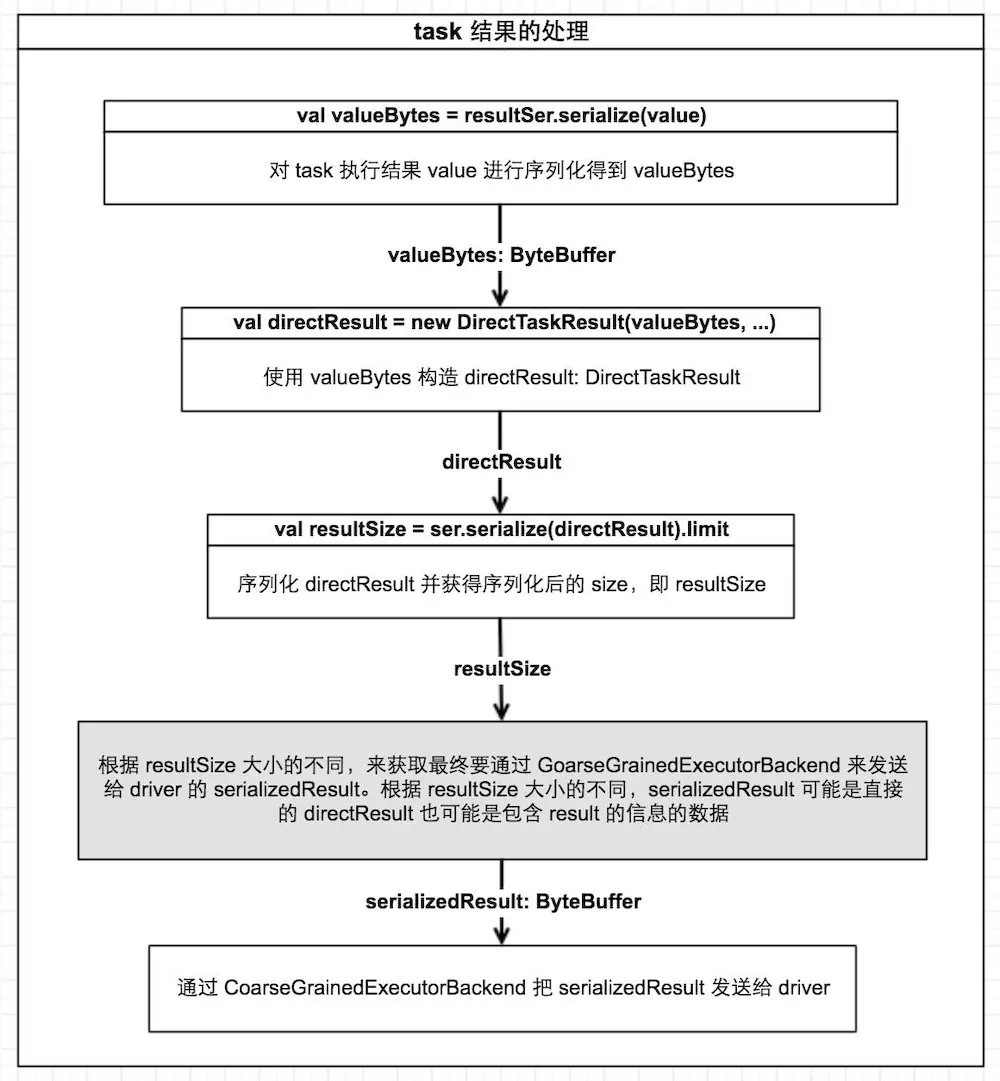 task 结果的处理
val valueBytes = resultSer.serialize(value)
对 task 执行结果 value 进行序列化得到 valueBytes
valueBytes: ByteBuffer
val directResult = new DirectTaskResult(valueBytes, ...)
使用 valueBytes 构造 directResult: DirectTaskResult
directResult
val resultSize = ser.serialize(directResult).limit
序列化 directResult 并获得序列化后的 size，即 resultSize
resultSize
根据 resultSize 大小的不同，来获取最终要通过 GoarseGrainedExecutorBackend 来发送
给 driver 的 serializedResult。根据 resultSize 大小的不同，serializedResult 可能是直接
的 directResult 也可能是包含 result 的信息的数据
serializedResult: ByteBuffer
通过 CoarseGrainedExecutorBackend 把 serializedResult 发送给 driver